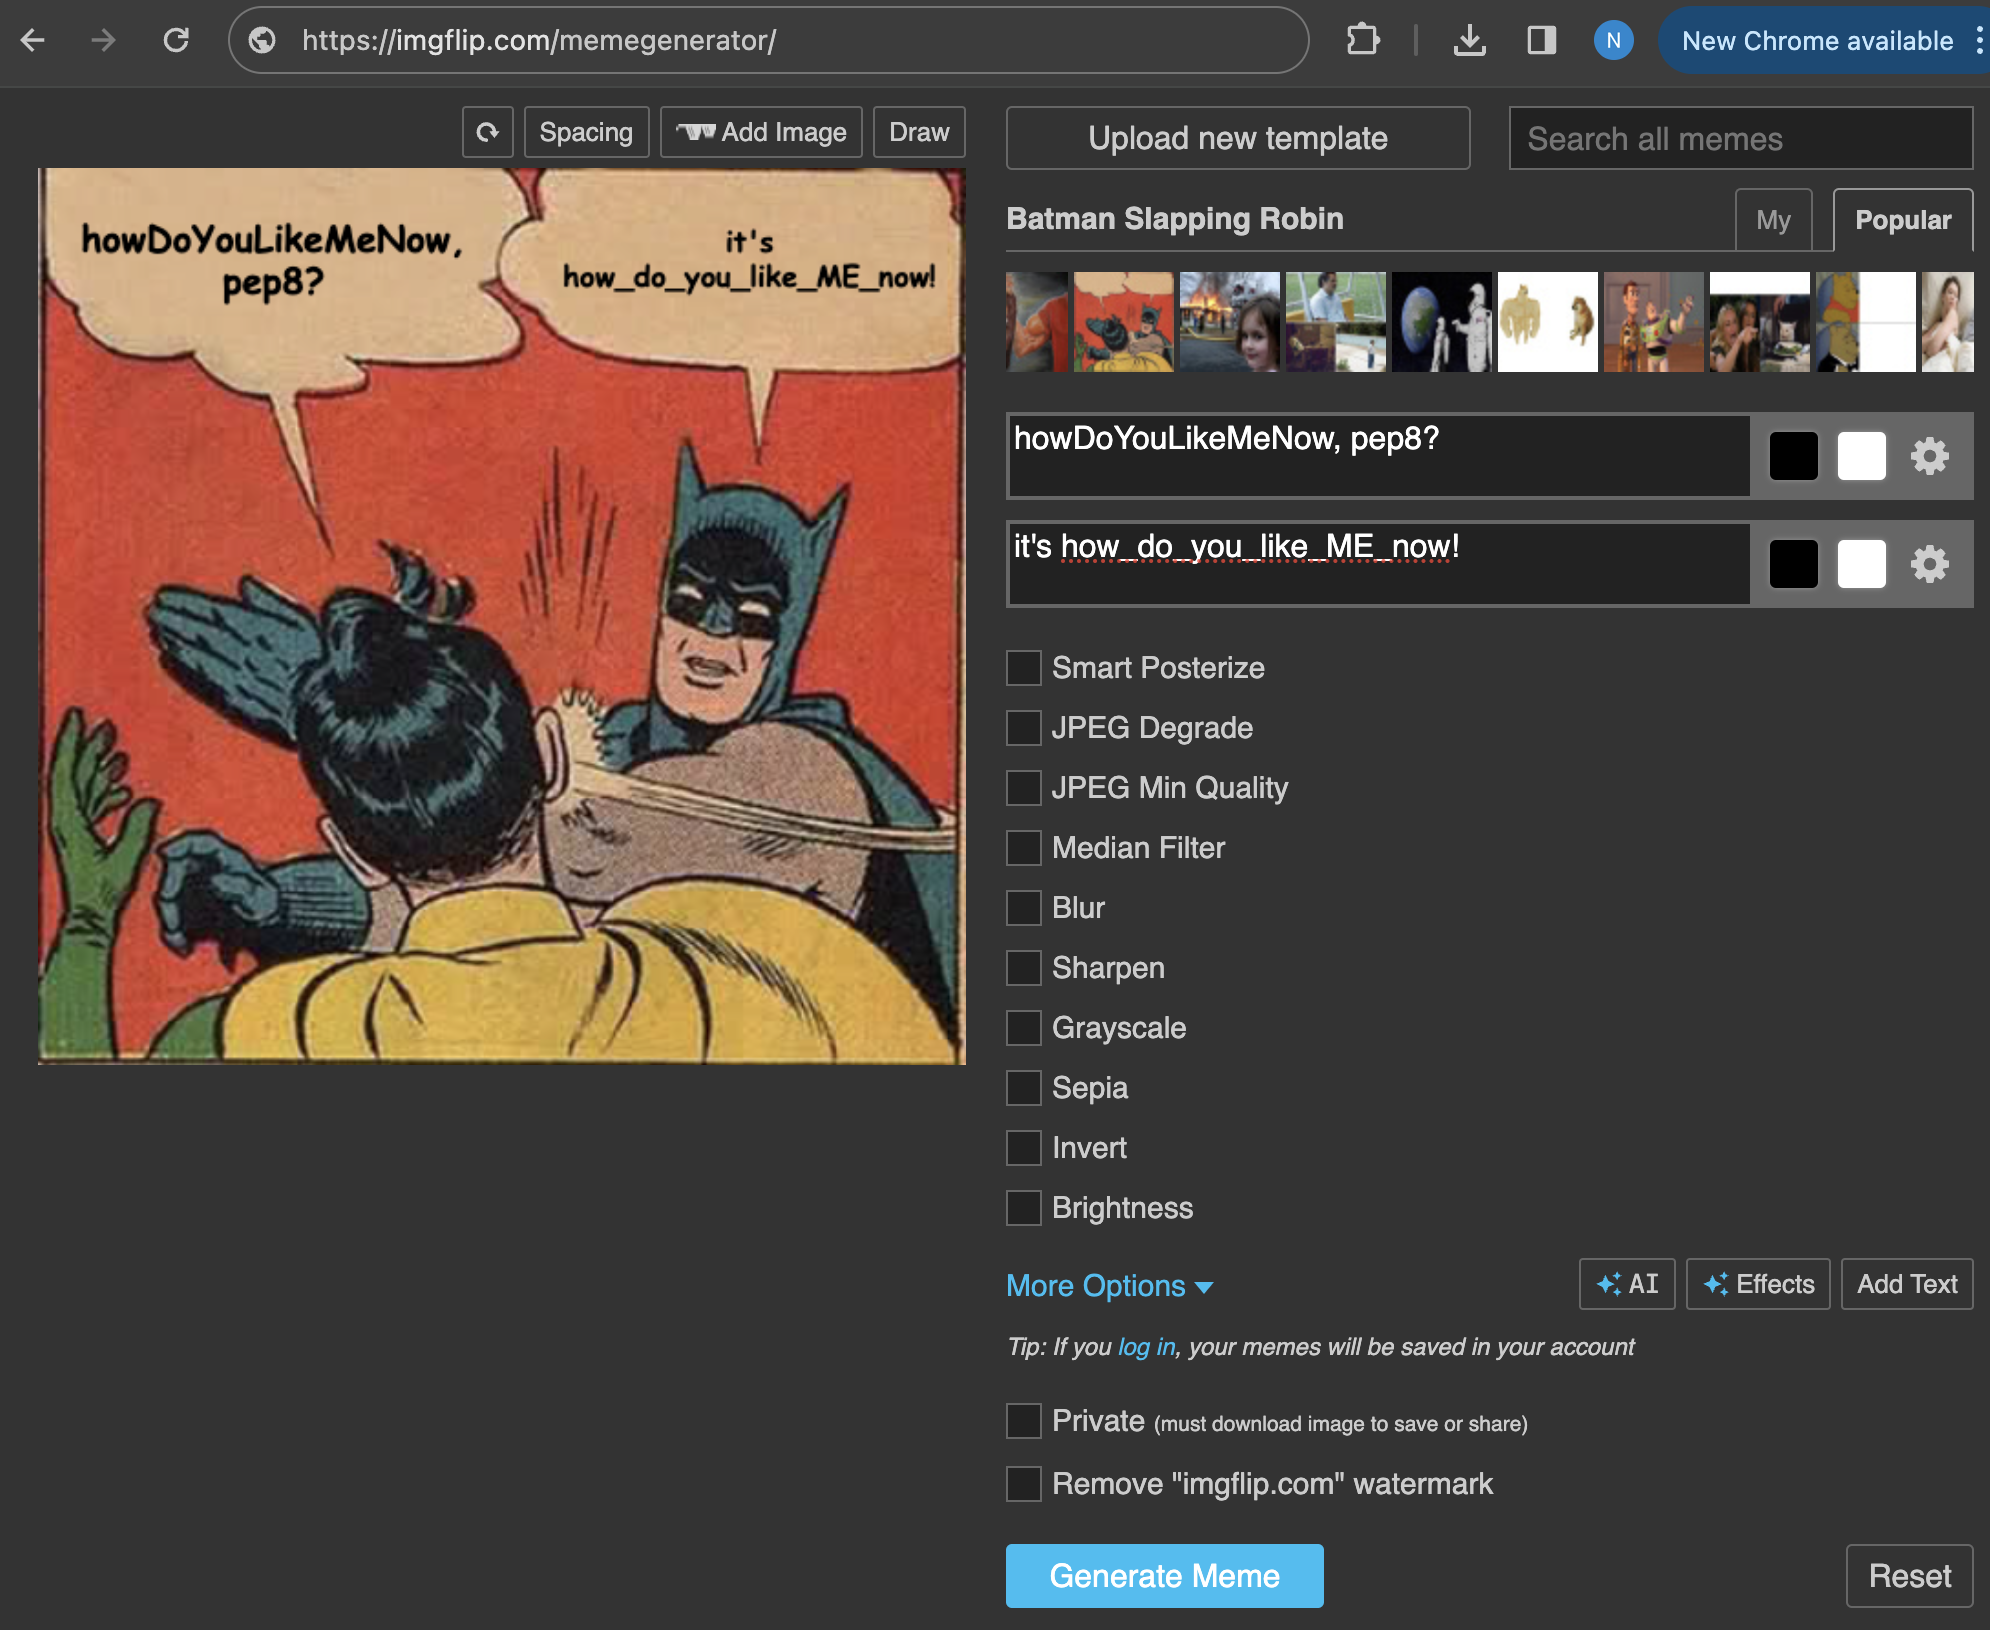 https://imgflip.com/memegenerator/
N
New Chrome available
Spacing
Add Image
Draw
Upload new template
Search all memes
howDoYouLikeMeNow,
pep8?
it's
how_do_you_like_ME_now!
Batman Slapping Robin
My
Popular
howDoYouLikeMeNow, pep8?
it's how_do_you_like_ME_now!
Smart Posterize
JPEG Degrade
JPEG Min Quality
Median Filter
Blur
Sharpen
Grayscale
Sepia
Invert
Brightness
More Options
AI
Effects
Add Text
Tip: If you log in, your memes will be saved in your account
Private (must download image to save or share)
Remove "imgflip.com" watermark
Generate Meme
Reset